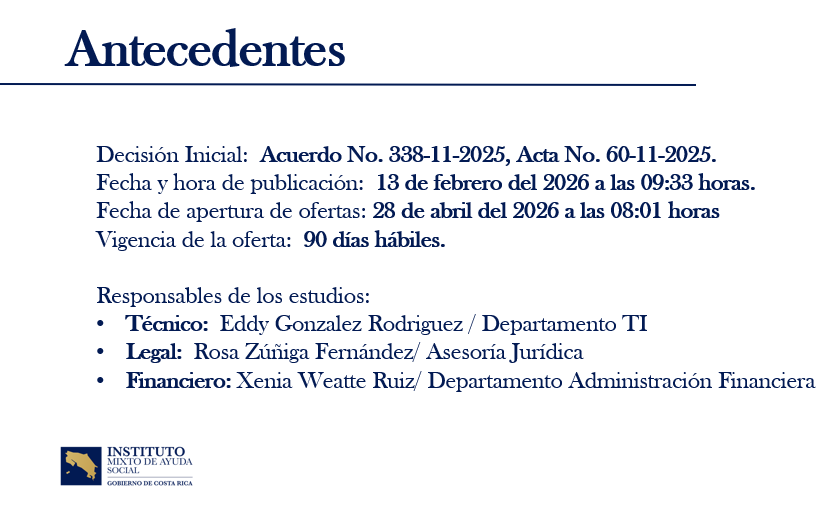 Antecedentes
Decisión Inicial: Acuerdo No. 338-11-2025, Acta No. 60-11-2025.
Fecha y hora de publicación: 13 de febrero del 2026 a las 09:33 horas.
Fecha de apertura de ofertas: 28 de abril del 2026 a las 08:01 horas
Vigencia de la oferta: 90 días hábiles.
Responsables de los estudios:
• Técnico: Eddy Gonzalez Rodriguez / Departamento TI
• Legal: Rosa Zúñiga Fernández/ Asesoría Jurídica
• Financiero: Xenia Weatte Ruiz/ Departamento Administración Financiera
INSTITUTO
MIXTO DE AYUDA
SOCIAL
GOBIERNO DE COSTA RICA